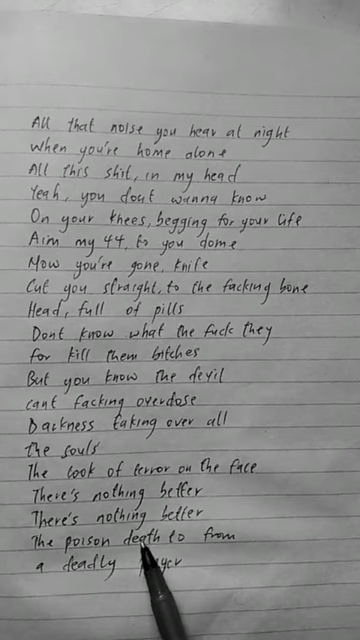 All that noise you hear at night
when you're home alone
All this shit, in my head
Yeah, you dont wanna know
On your knees, begging for your life
Aim my 44, to you dome
Now you're gone, knife
Cut you straight, to the facking bone
Head, full of pills
Dont know what the fuck they
for kill them bitches
But you know the devil
cant facking overdose
Dackness taking over all
the souls
The look of terror on the face
There's nothing better
There's nothing better
The poison death to from
a deadly